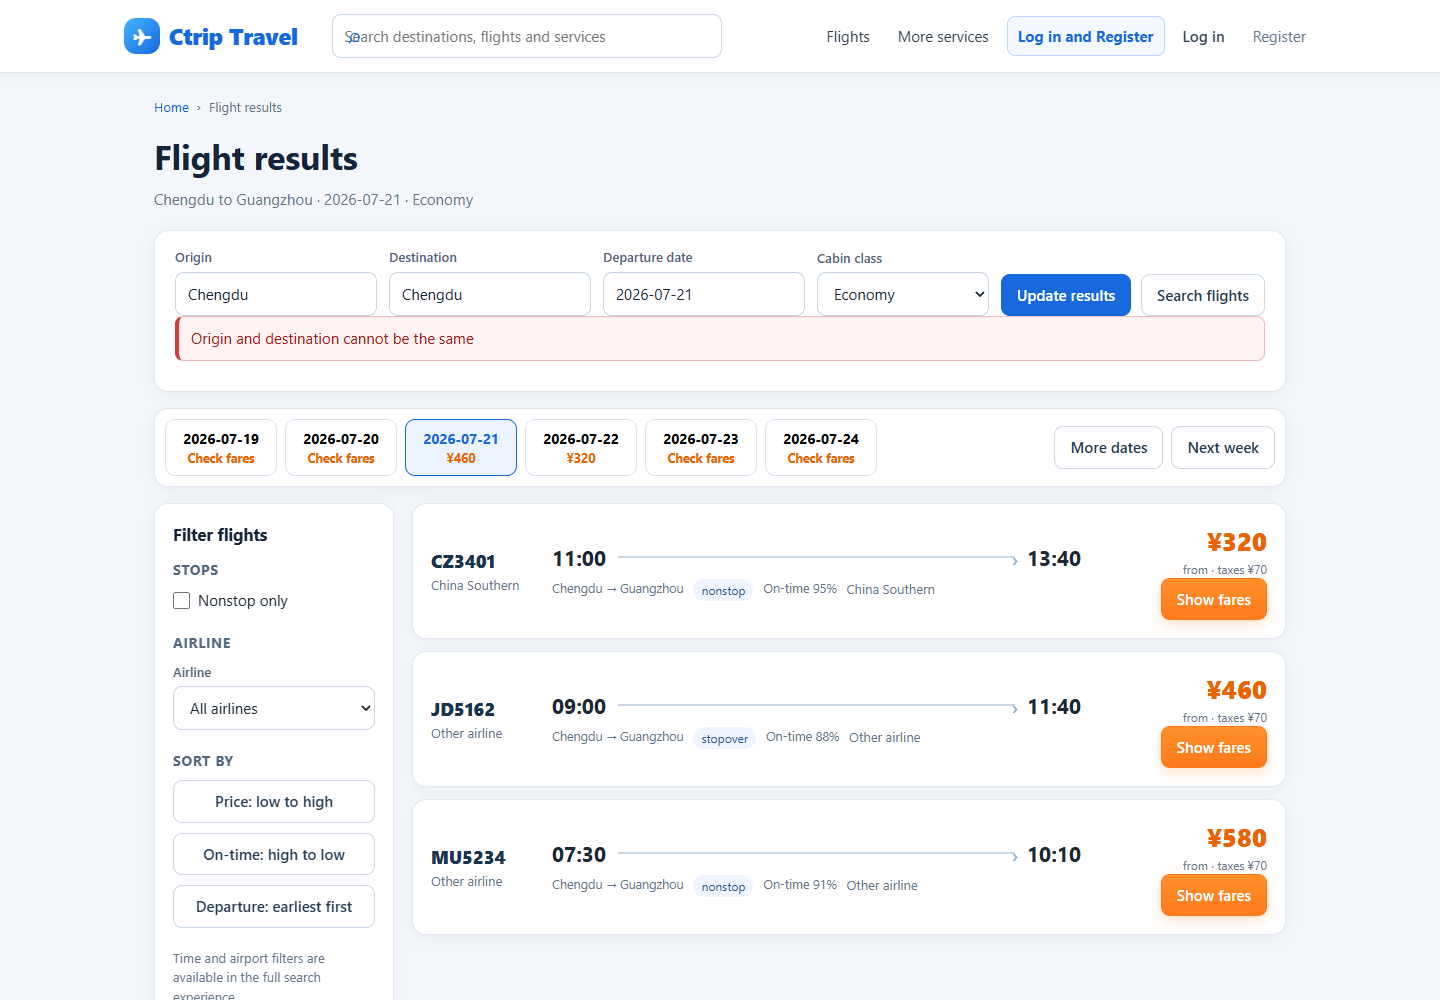 Ctrip Travel
Search destinations, flights and services
Flights
More services
Log in and Register
Log in
Register
Home › Flight results
Flight results
Chengdu to Guangzhou · 2026-07-21 · Economy
Origin
Destination
Departure date
Cabin class
Chengdu
Chengdu
2026-07-21
Economy
Update results
Search flights
Origin and destination cannot be the same
2026-07-19
Check fares
2026-07-20
Check fares
2026-07-21
¥460
2026-07-22
¥320
2026-07-23
Check fares
2026-07-24
Check fares
More dates
Next week
Filter flights
STOPS
Nonstop only
AIRLINE
Airline
All airlines
SORT BY
Price: low to high
On-time: high to low
Departure: earliest first
Time and airport filters are
available in the full search
experience.
CZ3401
China Southern
11:00
13:40
Chengdu → Guangzhou nonstop On-time 95% China Southern
¥320
from · taxes ¥70
Show fares
JD5162
Other airline
09:00
11:40
Chengdu → Guangzhou stopover On-time 88% Other airline
¥460
from · taxes ¥70
Show fares
MU5234
Other airline
07:30
10:10
Chengdu → Guangzhou nonstop On-time 91% Other airline
¥580
from · taxes ¥70
Show fares